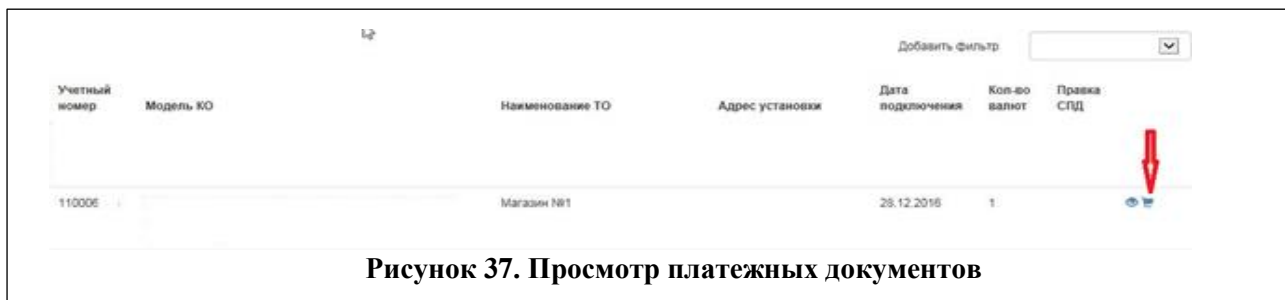 Добавить фильтр
Учетный номер Модель КО Наименование ТО Адрес установки Дата подключения Кол-во валют Правка СПД
110006 Магазин №1 28.12.2016 1
Рисунок 37. Просмотр платежных документов